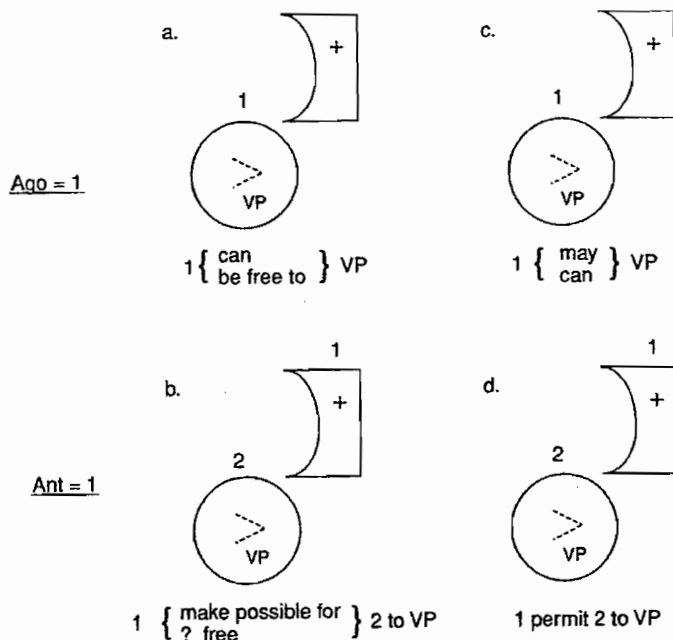 a.
+
1
VP
1 { can
be free to } VP
c.
+
1
VP
1 { may
can } VP
Ago = 1
b.
1
+
2
VP
1 { make possible for
? free } 2 to VP
d.
1
+
2
VP
1 permit 2 to VP
Ant = 1